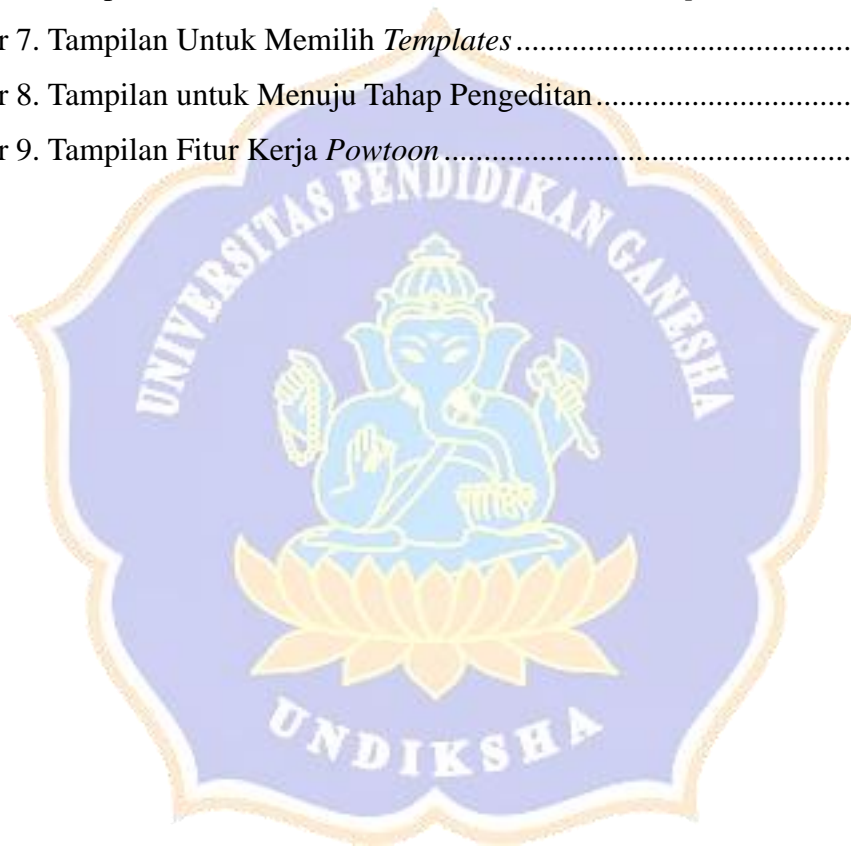 r 7. Tampilan Untuk Memilih Templates........................................
r 8. Tampilan untuk Menuju Tahap Pengeditan..............................
r 9. Tampilan Fitur Kerja Powtoon.................................................
UNIVERSITAS PENDIDIKAN GANESHA
UNDIKSHA